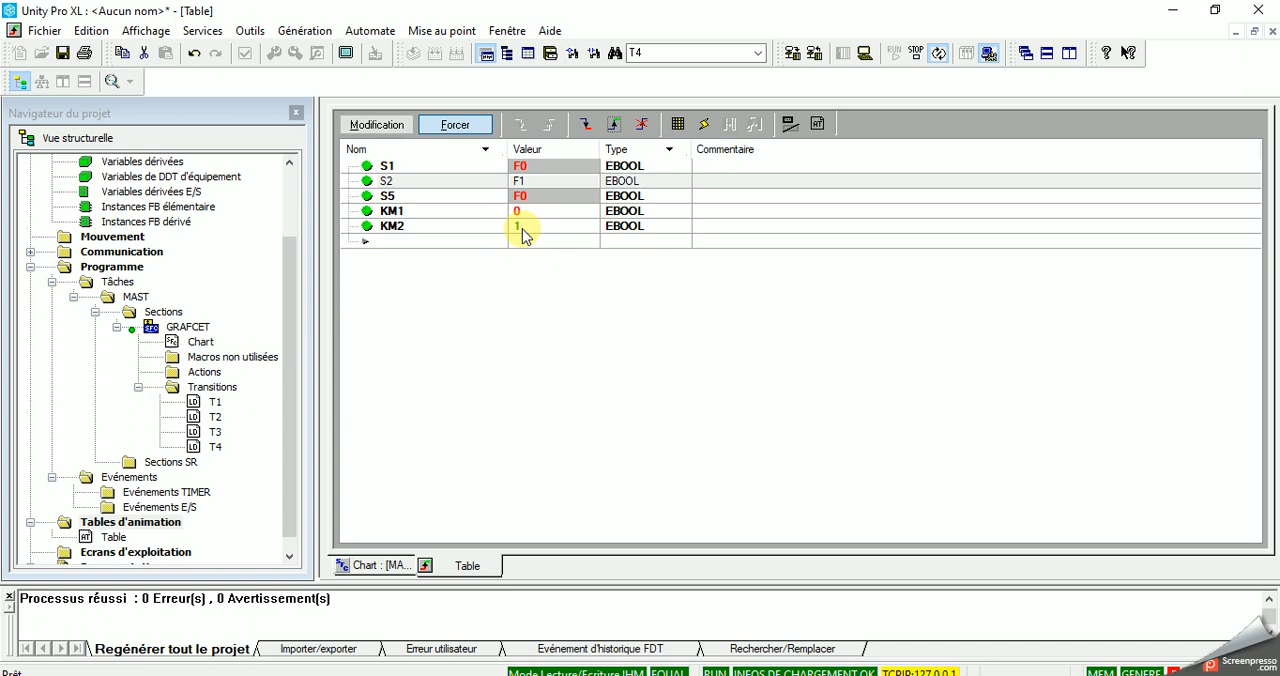 Unity Pro XL : <Aucun nom>* - [Table]
Fichier Edition Affichage Services Outils Génération Automate Mise au point Fenêtre Aide
T4
RUN STOP
Navigateur du projet
Vue structurelle
Variables dérivées
Variables de DDT d'équipement
Variables dérivées E/S
Instances FB élémentaire
Instances FB dérivé
Mouvement
Communication
Programme
Tâches
MAST
Sections
GRAFCET
Chart
Macros non utilisées
Actions
Transitions
T1
T2
T3
T4
Sections SR
Evénements
Evénements TIMER
Evénements E/S
Tables d'animation
Table
Ecrans d'exploitation
Modification Forcer
Nom Valeur Type Commentaire
S1 F0 EBOOL
S2 F1 EBOOL
S5 F0 EBOOL
KM1 0 EBOOL
KM2 1 EBOOL
Chart : [MA... Table
Processus réussi : 0 Erreur(s) , 0 Avertissement(s)
Regénérer tout le projet Importer/exporter Erreur utilisateur Evénement d'historique FDT Rechercher/Remplacer
Prêt Mode Lecture/Ecriture IHM EGUAL RUN INFOS DE CHARGEMENT OK TCPIP:127.0.0.1 MEM GENERE
Screenpresso
.com